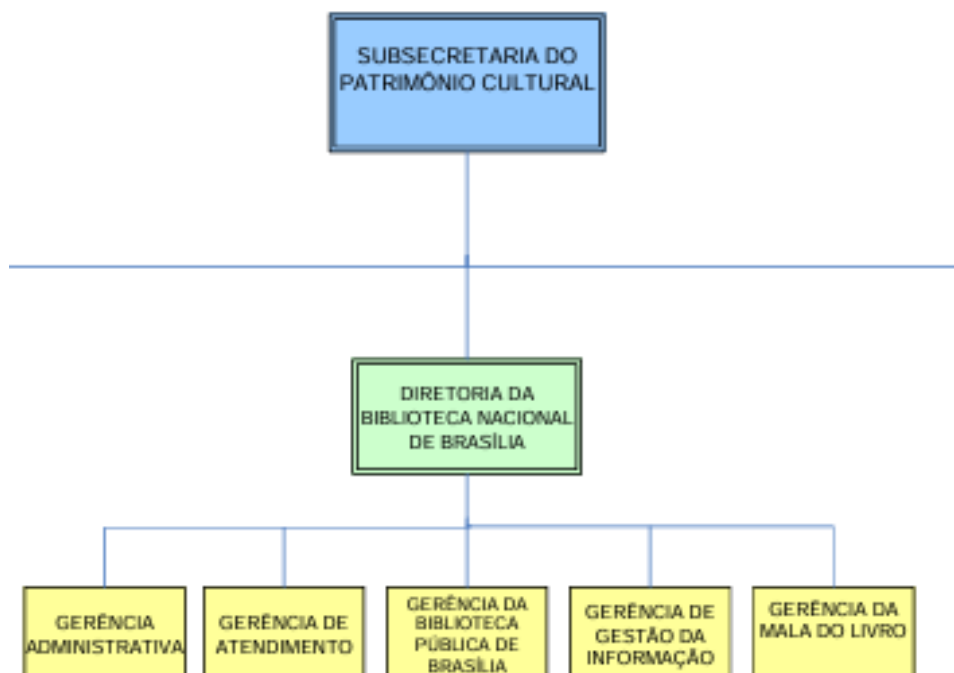 SUBSECRETARIA DO
PATRIMÔNIO CULTURAL
DIRETORIA DA
BIBLIOTECA NACIONAL
DE BRASÍLIA
GERÊNCIA
ADMINISTRATIVA
GERÊNCIA DE
ATENDIMENTO
GERÊNCIA DA
BIBLIOTECA
PÚBLICA DE
BRASÍLIA
GERÊNCIA DE
GESTÃO DA
INFORMAÇÃO
GERÊNCIA DA
MALA DO LIVRO